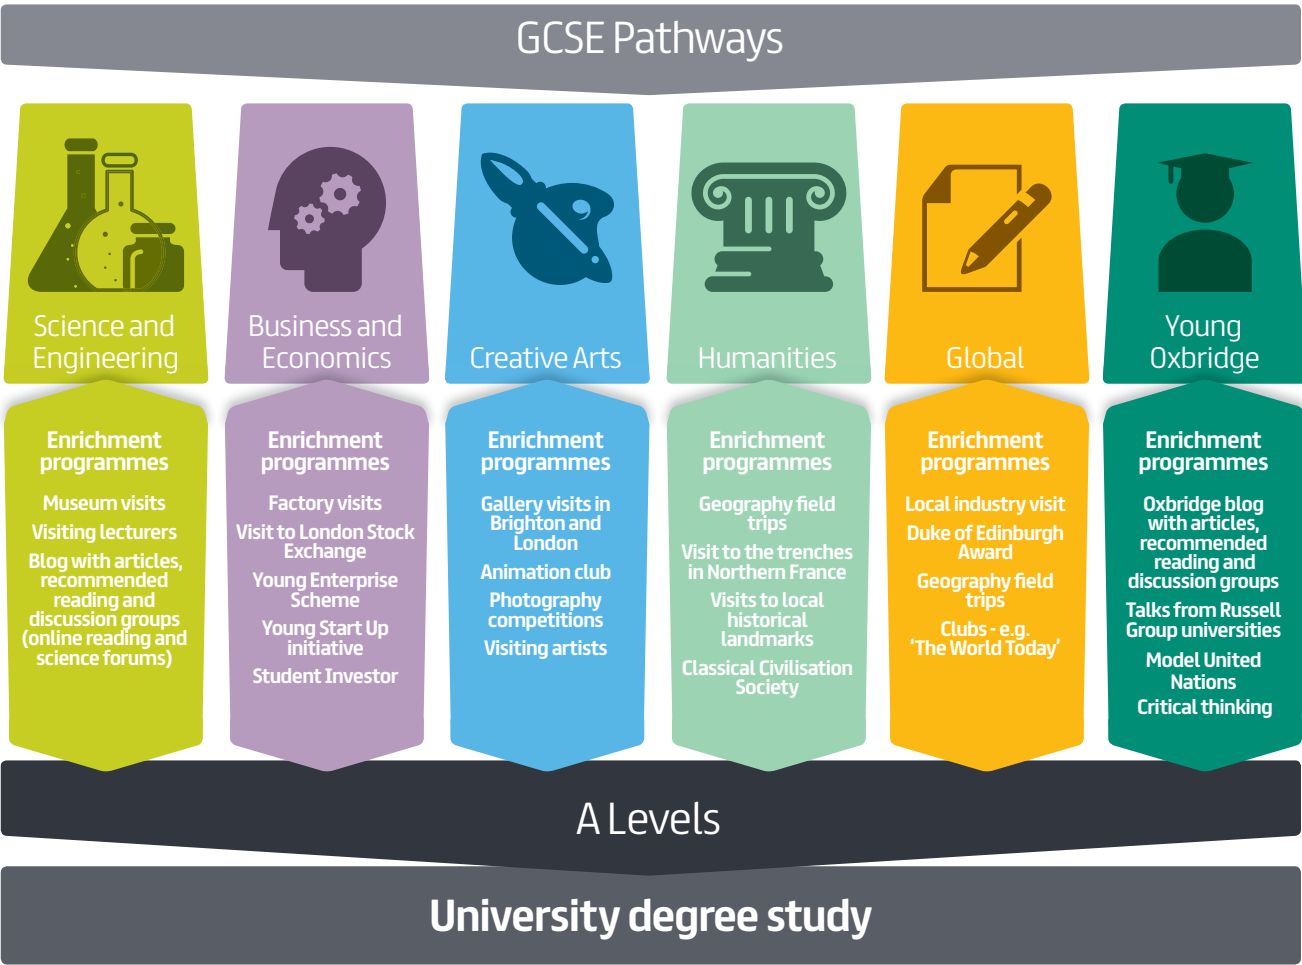 GCSE Pathways
Science and
Engineering
Business and
Economics
Creative Arts
Humanities
Global
Young
Oxbridge
Enrichment
programmes
Museum visits
Visiting lecturers
Blog with articles,
recommended
reading and
discussion groups
(online reading and
science forums)
Enrichment
programmes
Factory visits
Visit to London Stock
Exchange
Young Enterprise
Scheme
Young Start Up
initiative
Student Investor
Enrichment
programmes
Gallery visits in
Brighton and
London
Animation club
Photography
competitions
Visiting artists
Enrichment
programmes
Geography field
trips
Visit to the trenches
in Northern France
Visits to local
historical
landmarks
Classical Civilisation
Society
Enrichment
programmes
Local industry visit
Duke of Edinburgh
Award
Geography field
trips
Clubs - e.g.
‘The World Today’
Enrichment
programmes
Oxbridge blog
with articles,
recommended
reading and
discussion groups
Talks from Russell
Group universities
Model United
Nations
Critical thinking
A Levels
University degree study